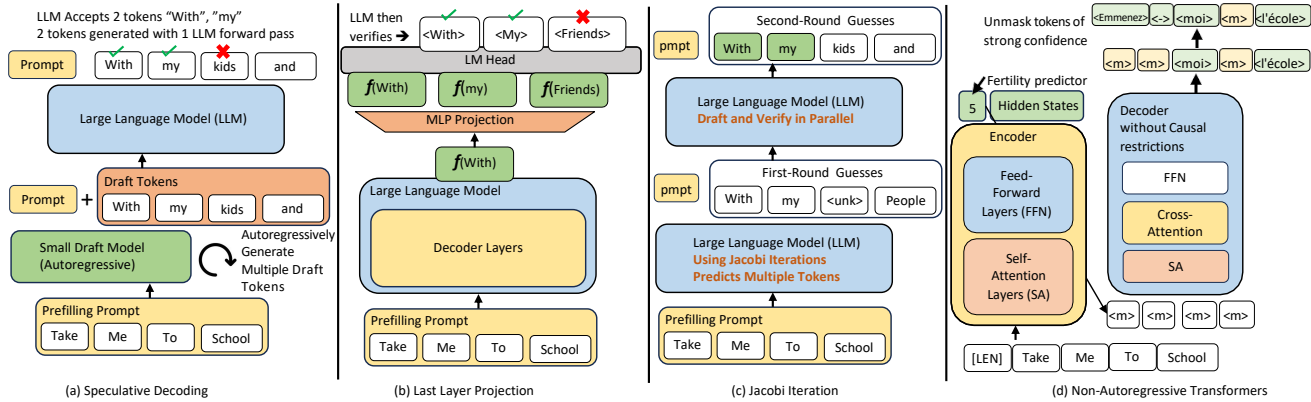 LLM Accepts 2 tokens “With”, ”my”
2 tokens generated with 1 LLM forward pass
Prompt
With my kids and
Large Language Model (LLM)
Prompt +
Draft Tokens
With my kids and
Small Draft Model
(Autoregressive)
Autoregressively
Generate
Multiple Draft
Tokens
Prefilling Prompt
Take Me To School
(a) Speculative Decoding
LLM then
verifies
<With> <My> <Friends>
LM Head
f(With) f(my) f(Friends)
MLP Projection
f(With)
Large Language Model
Decoder Layers
Prefilling Prompt
Take Me To School
(b) Last Layer Projection
Second-Round Guesses
pmpt
With my kids and
Large Language Model (LLM)
Draft and Verify in Parallel
First-Round Guesses
pmpt
With my <unk> People
Large Language Model (LLM)
Using Jacobi Iterations
Predicts Multiple Tokens
Prefilling Prompt
Take Me To School
(c) Jacobi Iteration
<Emmenez> <-> <moi> <m> <l'école>
Unmask tokens of
strong confidence
<m> <m> <moi> <m> <l'école>
Fertility predictor
5 Hidden States
Encoder
Feed-
Forward
Layers (FFN)
Self-
Attention
Layers (SA)
Decoder
without Causal
restrictions
FFN
Cross-
Attention
SA
<m> <m> <m> <m>
[LEN] Take Me To School
(d) Non-Autoregressive Transformers